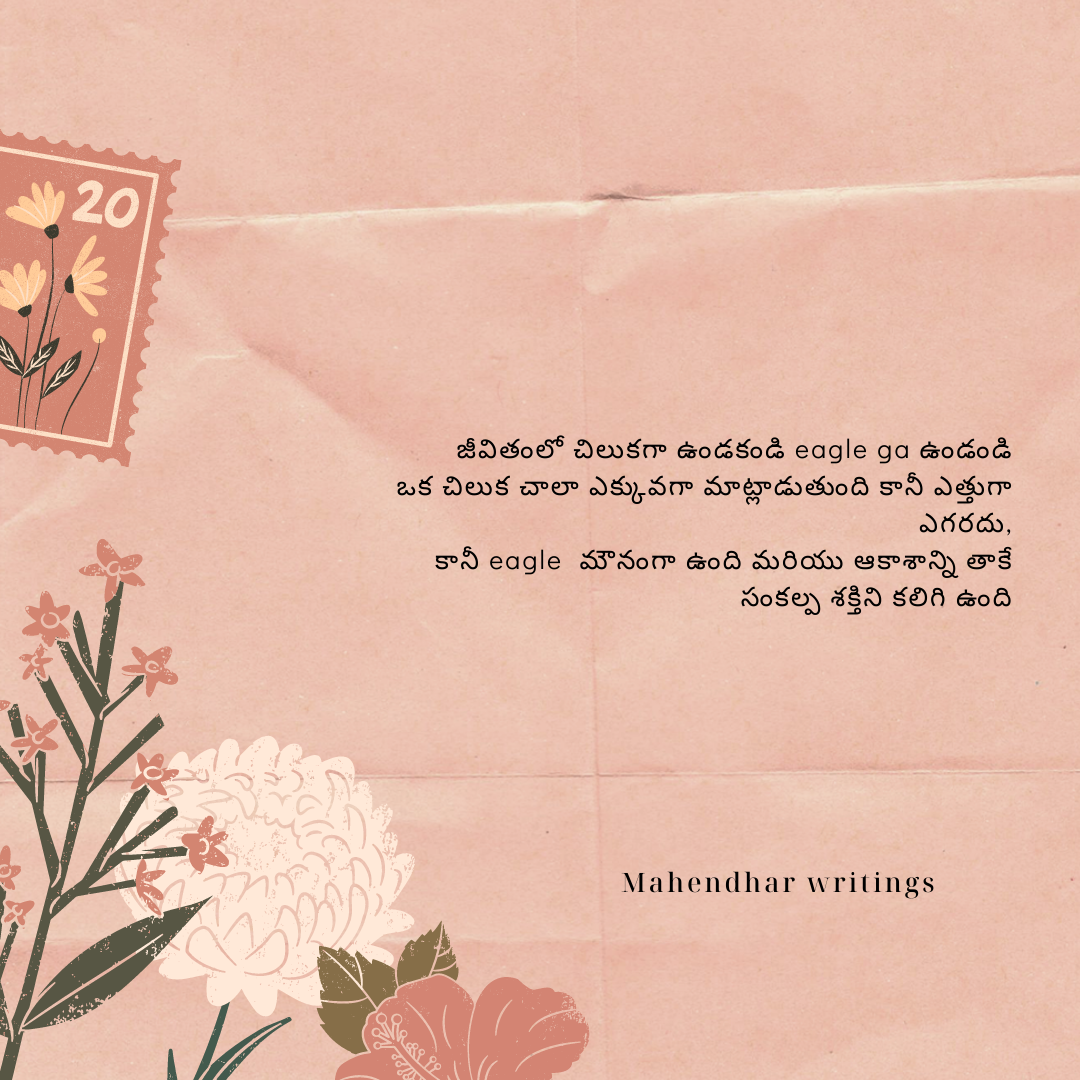 20
జీవితంలో చిలుకగా ఉండకండి eagle ga ఉండండి
ఒక చిలుక చాలా ఎక్కువగా మాట్లాడుతుంది కానీ ఎత్తుగా
ఎగరదు,
కానీ eagle  మౌనంగా ఉంది మరియు ఆకాశాన్ని తాకే
సంకల్ప శక్తిని కలిగి ఉంది
Mahendhar writings